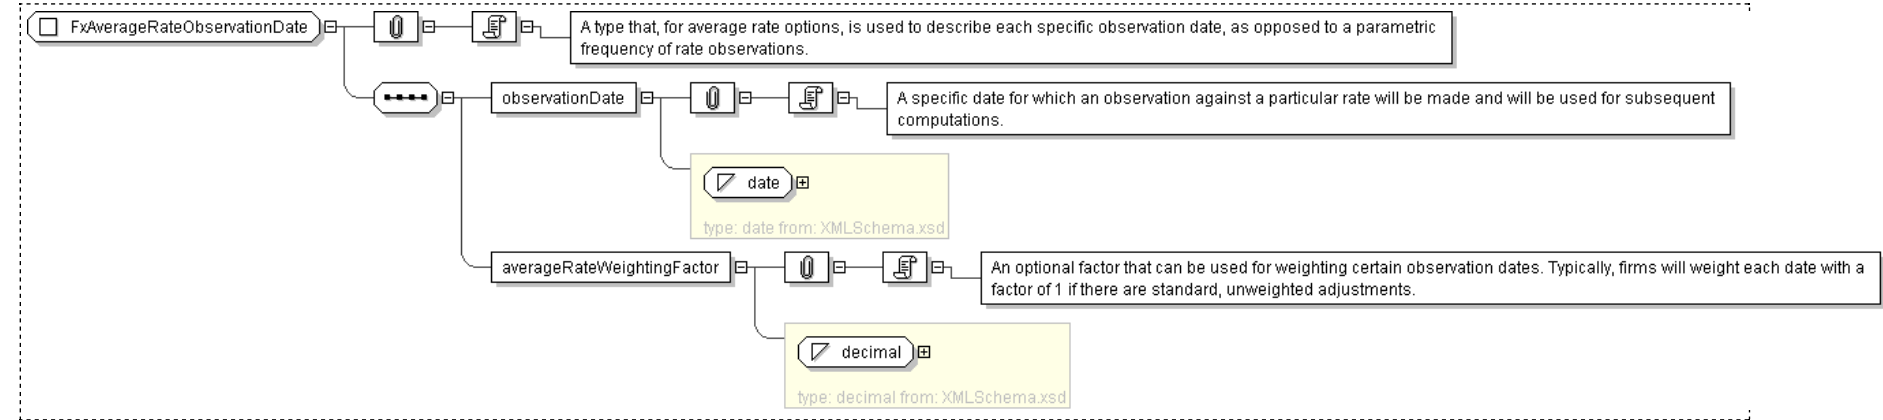 FxAverageRateObservationDate
A type that, for average rate options, is used to describe each specific observation date, as opposed to a parametric
frequency of rate observations.
observationDate
A specific date for which an observation against a particular rate will be made and will be used for subsequent
computations.
date
type: date from: XMLSchema.xsd
averageRateWeightingFactor
An optional factor that can be used for weighting certain observation dates. Typically, firms will weight each date with a
factor of 1 if there are standard, unweighted adjustments.
decimal
type: decimal from: XMLSchema.xsd